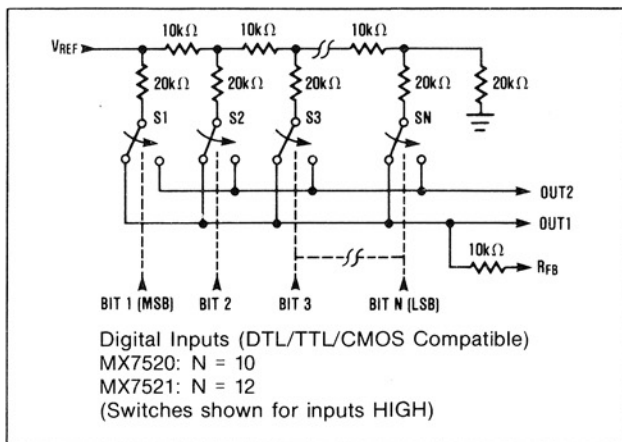 10kΩ 10kΩ 10kΩ
VREF
20kΩ 20kΩ 20kΩ 20kΩ 20kΩ
S1 S2 S3 SN
OUT2
OUT1
10kΩ
RFB
BIT 1 (MSB) BIT 2 BIT 3 BIT N (LSB)
Digital Inputs (DTL/TTL/CMOS Compatible)
MX7520: N = 10
MX7521: N = 12
(Switches shown for inputs HIGH)